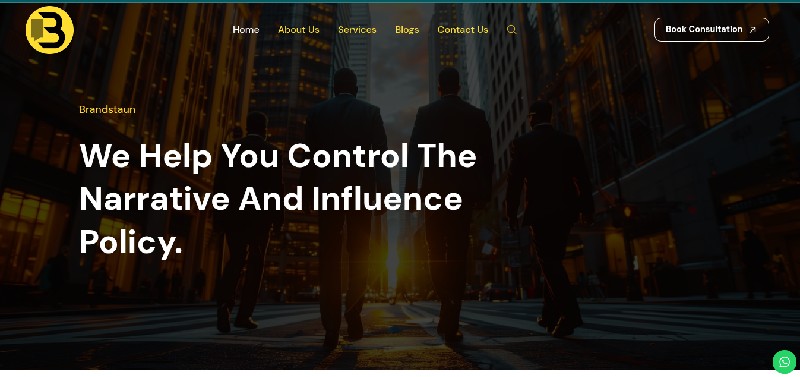 Home About Us Services Blogs Contact Us Book Consultation
Brandstaun
We Help You Control The
Narrative And Influence
Policy.